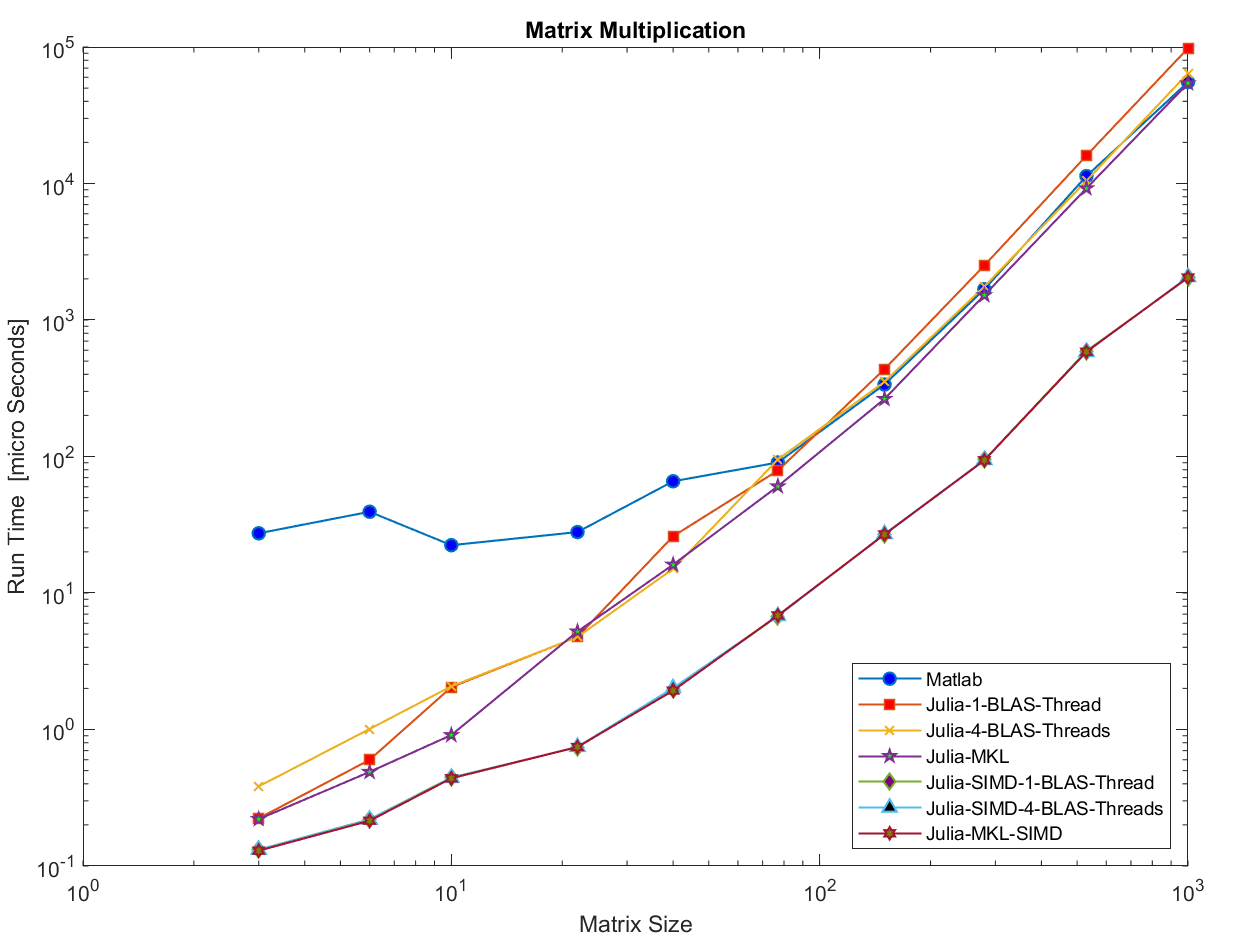 Matrix Multiplication
10^5
10^4
10^3
10^2
10^1
10^0
10^-1
Run Time [micro Seconds]
10^0 10^1 10^2 10^3
Matrix Size
Matlab
Julia-1-BLAS-Thread
Julia-4-BLAS-Threads
Julia-MKL
Julia-SIMD-1-BLAS-Thread
Julia-SIMD-4-BLAS-Threads
Julia-MKL-SIMD